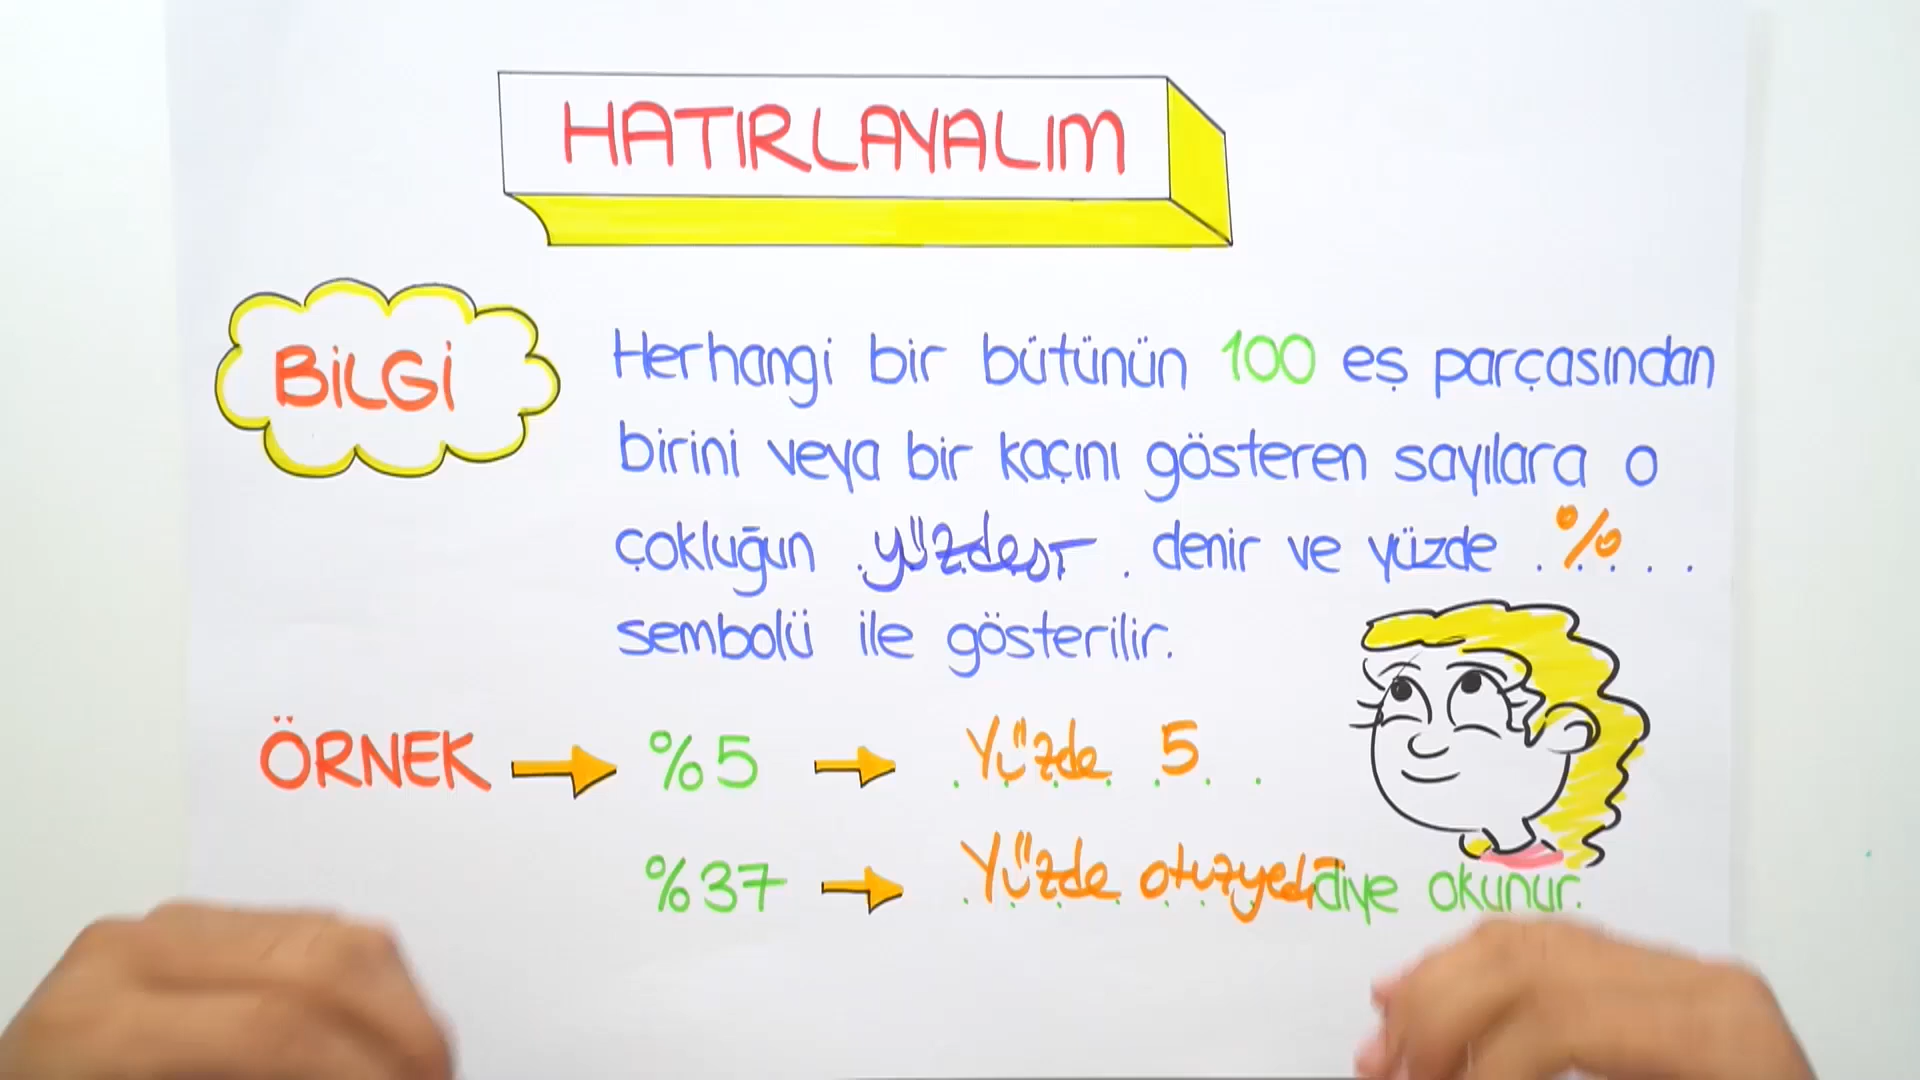 HATIRLAYALIM
BİLGİ
Herhangi bir bütünün 100 eş parçasından
birini veya bir kaçını gösteren sayılara o
çokluğun yüzdesi . denir ve yüzde . % . . .
sembolü ile gösterilir.
ÖRNEK → %5 → Yüzde 5
%37 → Yüzde otuzyedi diye okunur.